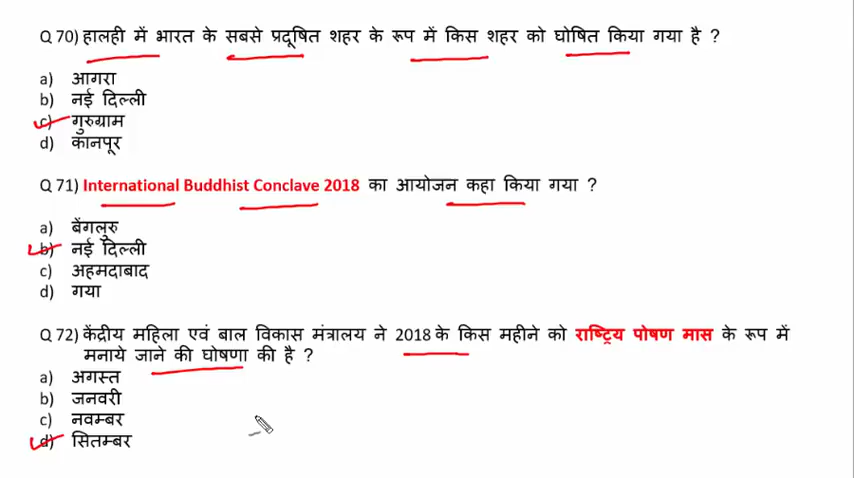 Q 70) हालही में भारत के सबसे प्रदूषित शहर के रूप में किस शहर को घोषित किया गया है ?
a) आगरा
b) नई दिल्ली
c) गुरुग्राम
d) कानपूर
Q 71) International Buddhist Conclave 2018 का आयोजन कहा किया गया ?
a) बेंगलुरु
b) नई दिल्ली
c) अहमदाबाद
d) गया
Q 72) केंद्रीय महिला एवं बाल विकास मंत्रालय ने 2018 के किस महीने को राष्ट्रिय पोषण मास के रूप में
मनाये जाने की घोषणा की है ?
a) अगस्त
b) जनवरी
c) नवम्बर
d) सितम्बर